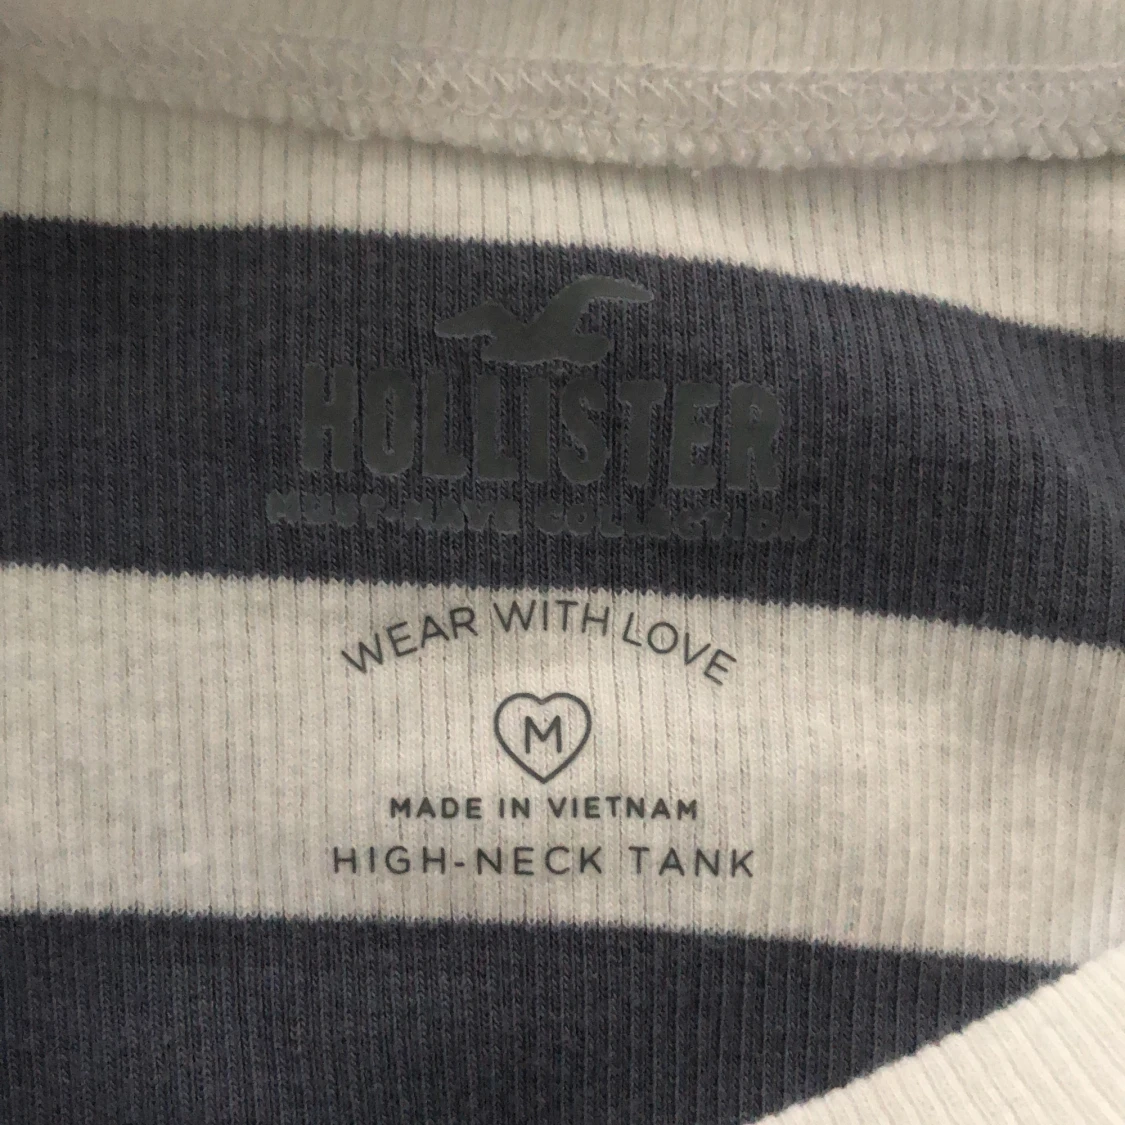 HOLLISTER
MUST-HAVE COLLECTION
WEAR WITH LOVE
M
MADE IN VIETNAM
HIGH-NECK TANK